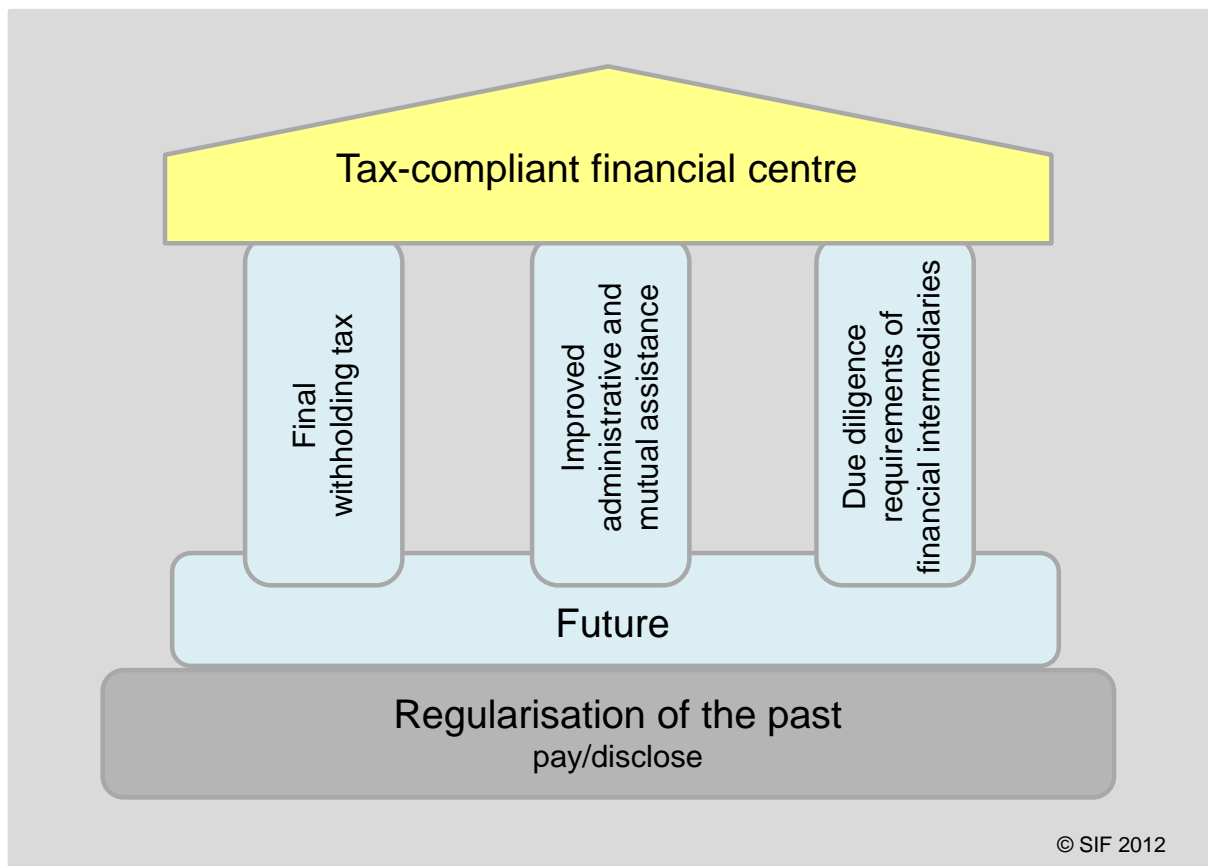 Tax-compliant financial centre
Final
withholding tax
Improved
administrative and
mutual assistance
Due diligence
requirements of
financial intermediaries
Future
Regularisation of the past
pay/disclose
© SIF 2012